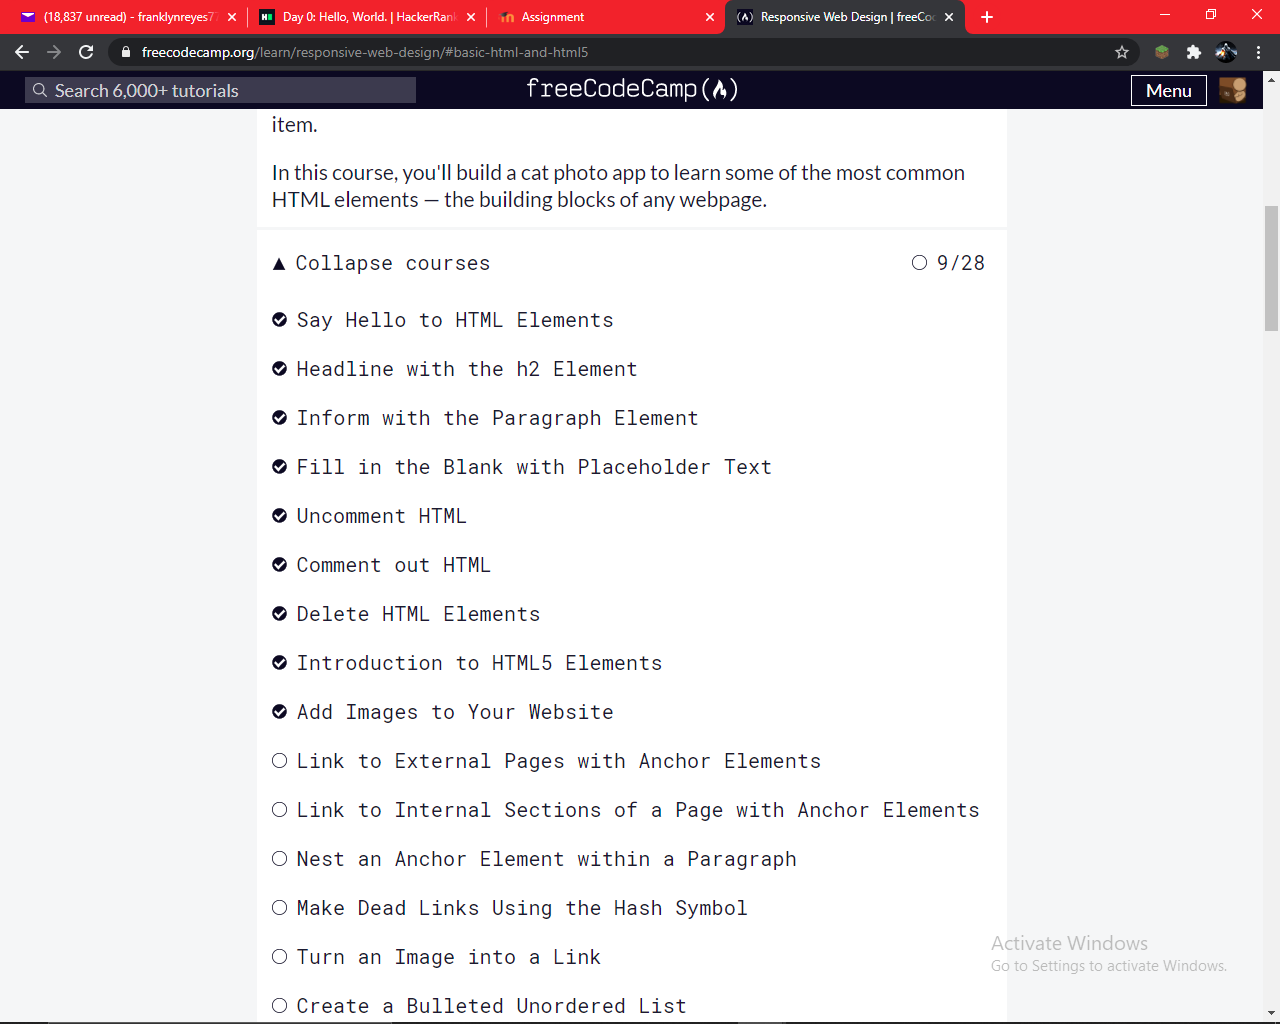 (18,837 unread) - franklynreyes77
Day 0: Hello, World. | HackerRank
Assignment
Responsive Web Design | freeCo
freecodecamp.org/learn/responsive-web-design/#basic-html-and-html5
Search 6,000+ tutorials
freeCodeCamp
Menu
item.
In this course, you'll build a cat photo app to learn some of the most common
HTML elements — the building blocks of any webpage.
Collapse courses
9/28
Say Hello to HTML Elements
Headline with the h2 Element
Inform with the Paragraph Element
Fill in the Blank with Placeholder Text
Uncomment HTML
Comment out HTML
Delete HTML Elements
Introduction to HTML5 Elements
Add Images to Your Website
Link to External Pages with Anchor Elements
Link to Internal Sections of a Page with Anchor Elements
Nest an Anchor Element within a Paragraph
Make Dead Links Using the Hash Symbol
Turn an Image into a Link
Create a Bulleted Unordered List
Activate Windows
Go to Settings to activate Windows.